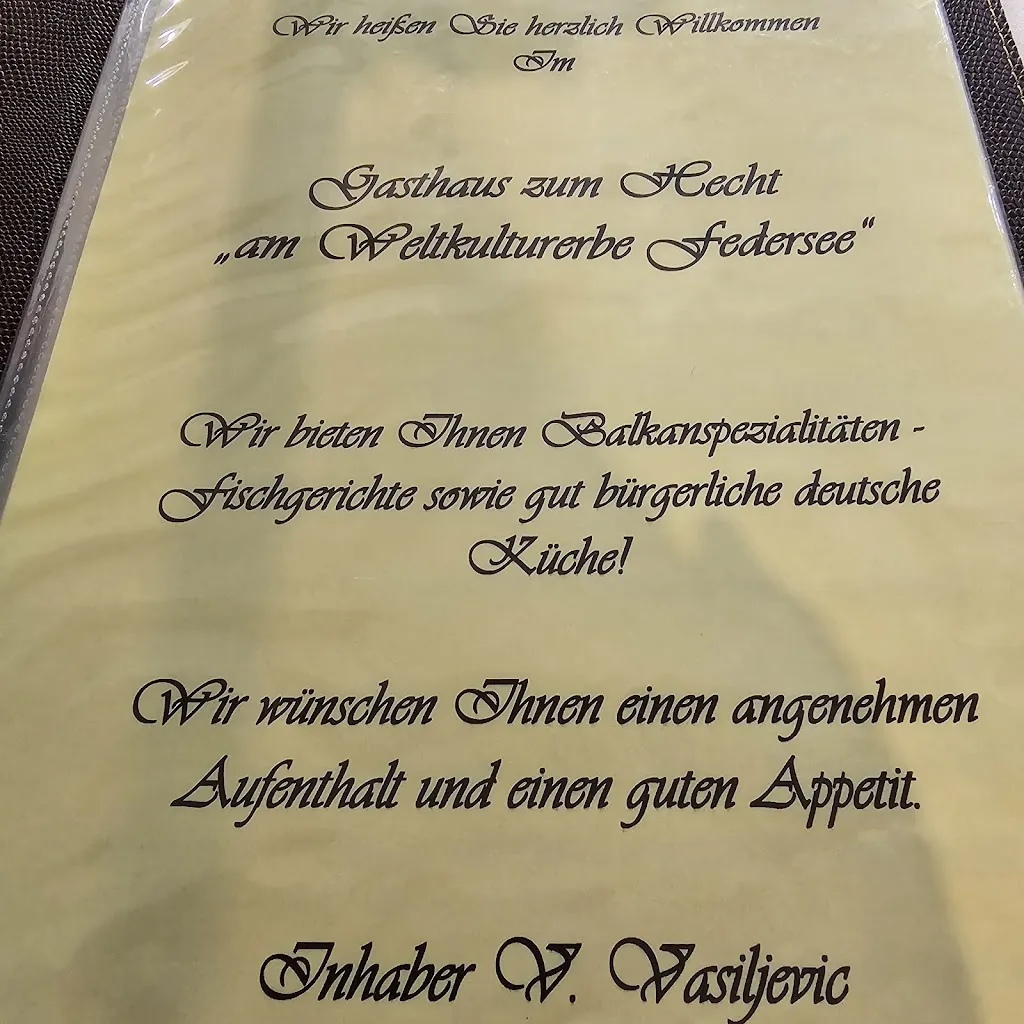 Wir heißen Sie herzlich Willkommen
Im
Gasthaus zum Hecht
„am Weltkulturerbe Federsee“
Wir bieten Ihnen Balkanspezialitäten -
Fischgerichte sowie gut bürgerliche deutsche
Küche!
Wir wünschen Ihnen einen angenehmen
Aufenthalt und einen guten Appetit.
Inhaber V. Vasiljevic